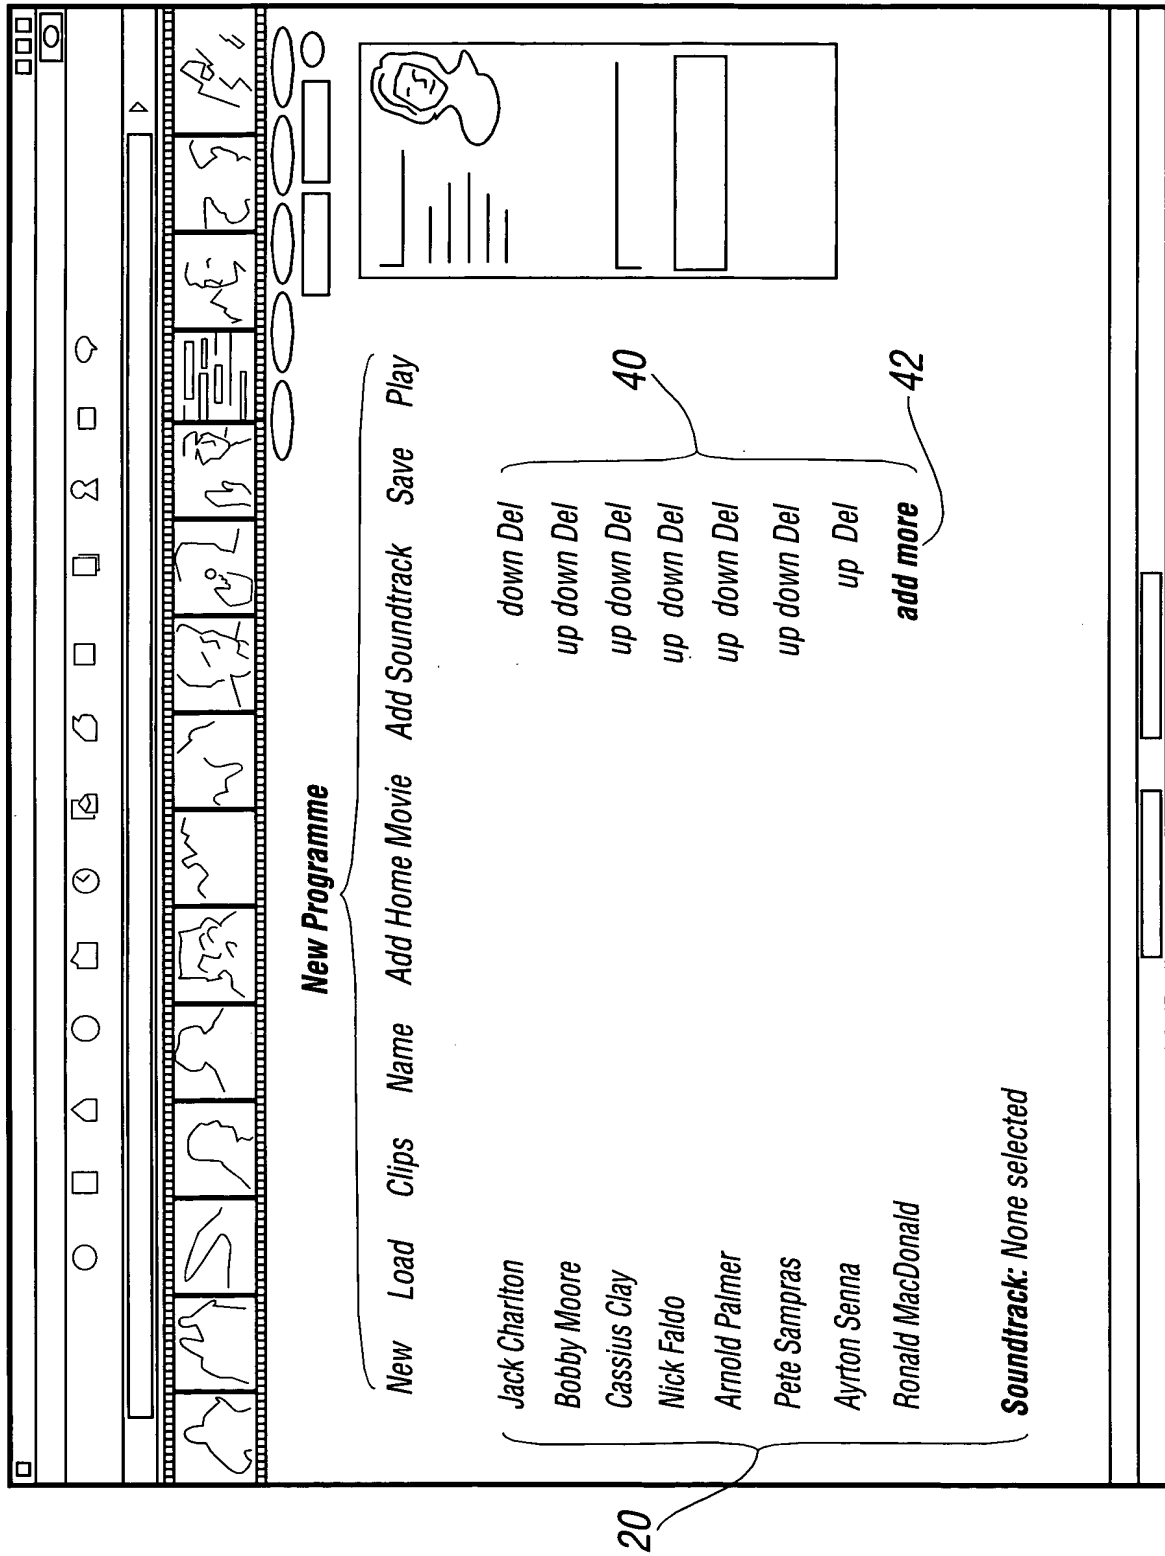 New Programme
New Load Clips Name Add Home Movie Add Soundtrack Save Play
Jack Charlton down Del
Bobby Moore up down Del
Cassius Clay up down Del
Nick Faldo up down Del
Arnold Palmer up down Del
Pete Sampras up down Del
Ayrton Senna up Del
Ronald MacDonald add more
Soundtrack: None selected
20
40
42